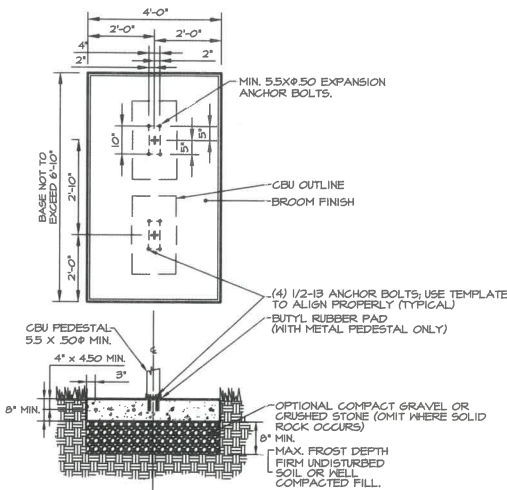 4'-0"
2'-0"
2'-0"
4"
2"
2"
MIN. 5.5XΦ.50 EXPANSION
ANCHOR BOLTS.
10"
5"
5"
BASE NOT TO
EXCEED 6'-10"
2'-10"
2'-0"
CBU OUTLINE
BROOM FINISH
(4) 1/2-13 ANCHOR BOLTS; USE TEMPLATE
TO ALIGN PROPERLY (TYPICAL)
BUTYL RUBBER PAD
(WITH METAL PEDESTAL ONLY)
CBU PEDESTAL
5.5 X .50Φ MIN.
4" X 4.50 MIN.
3"
8" MIN.
OPTIONAL COMPACT GRAVEL OR
CRUSHED STONE (OMIT WHERE SOLID
ROCK OCCURS)
8" MIN.
MAX. FROST DEPTH
FIRM UNDISTURBED
SOIL OR WELL
COMPACTED FILL.